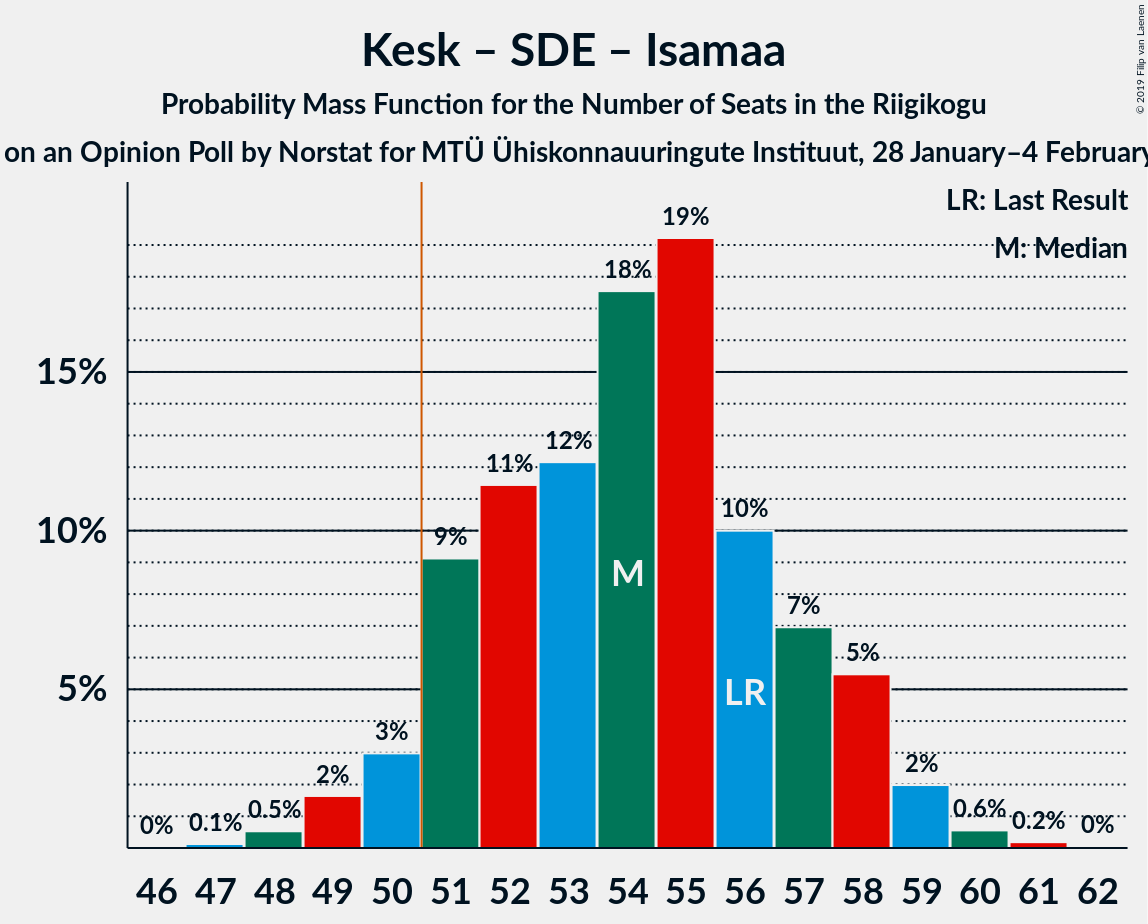 Kesk – SDE – Isamaa
Probability Mass Function for the Number of Seats in the Riigikogu
on an Opinion Poll by Norstat for MTÜ Ühiskonnauuringute Instituut, 28 January–4 February
© 2019 Filip van Laenen
LR: Last Result
M: Median
15%
10%
5%
0%
0.1%
0.5%
2%
3%
9%
11%
12%
18%
19%
10%
7%
5%
2%
0.6%
0.2%
0%
M
LR
46 47 48 49 50 51 52 53 54 55 56 57 58 59 60 61 62